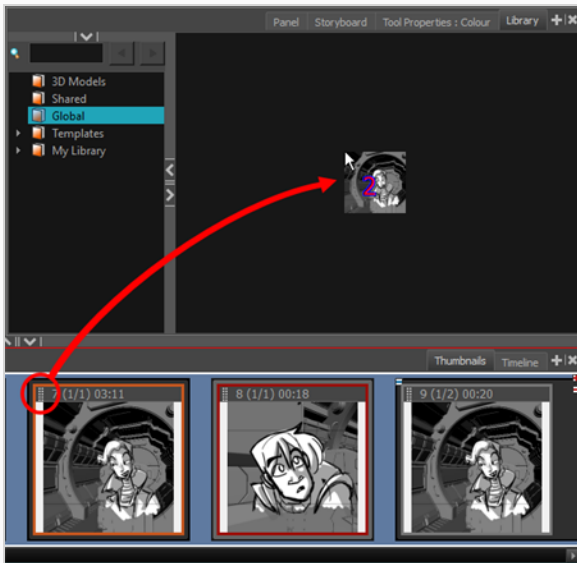 Panel Storyboard Tool Properties : Colour Library
3D Models
Shared
Global
Templates
My Library
2
Thumbnails Timeline
7 (1/1) 03:11 8 (1/1) 00:18 9 (1/2) 00:20